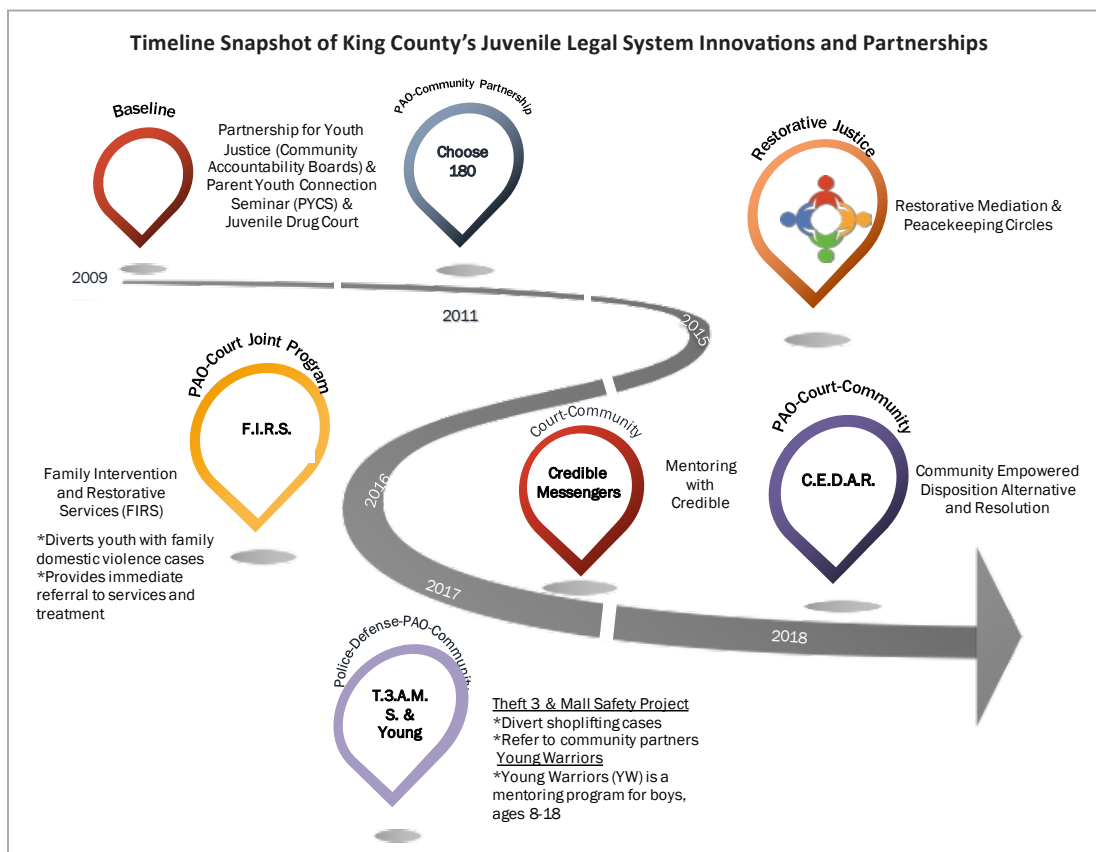 Timeline Snapshot of King County’s Juvenile Legal System Innovations and Partnerships
Baseline
Partnership for Youth
Justice (Community
Accountability Boards) &
Parent Youth Connection
Seminar (PYCS) &
Juvenile Drug Court
PAO-Community Partnership
Choose
180
Restorative Justice
Restorative Mediation &
Peacekeeping Circles
2009
2011
2015
PAO-Court Joint Program
F.I.R.S.
Family Intervention
and Restorative
Services (FIRS)
*Diverts youth with family
domestic violence cases
*Provides immediate
referral to services and
treatment
2016
Court-Community
Credible
Messengers
Mentoring
with
Credible
PAO-Court-Community
C.E.D.A.R.
Community Empowered
Disposition Alternative
and Resolution
2017
2018
Police-Defense-PAO-Community
T.3.A.M.
S. &
Young
Theft 3 & Mall Safety Project
*Divert shoplifting cases
*Refer to community partners
Young Warriors
*Young Warriors (YW) is a
mentoring program for boys,
ages 8-18